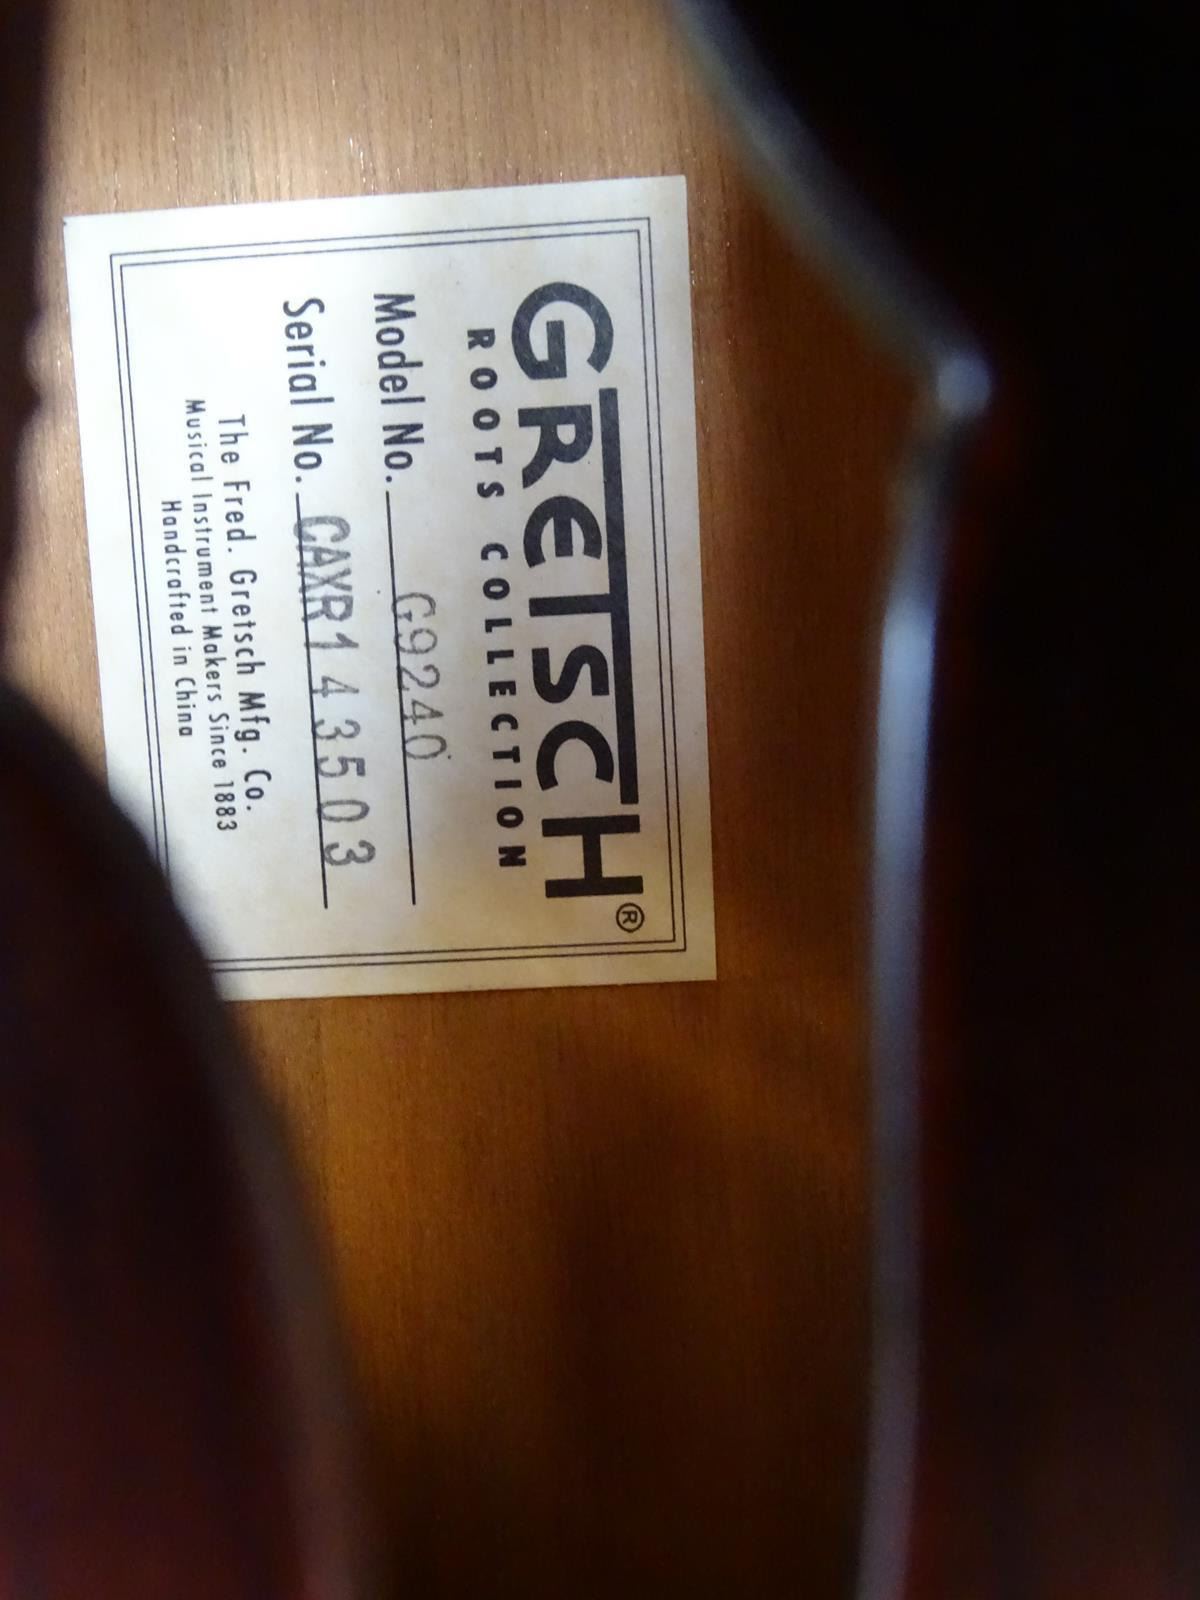 GRETSCH®
ROOTS COLLECTION
Model No. G9240
Serial No. CAXR143503
The Fred. Gretsch Mfg. Co.
Musical Instrument Makers Since 1883
Handcrafted in China